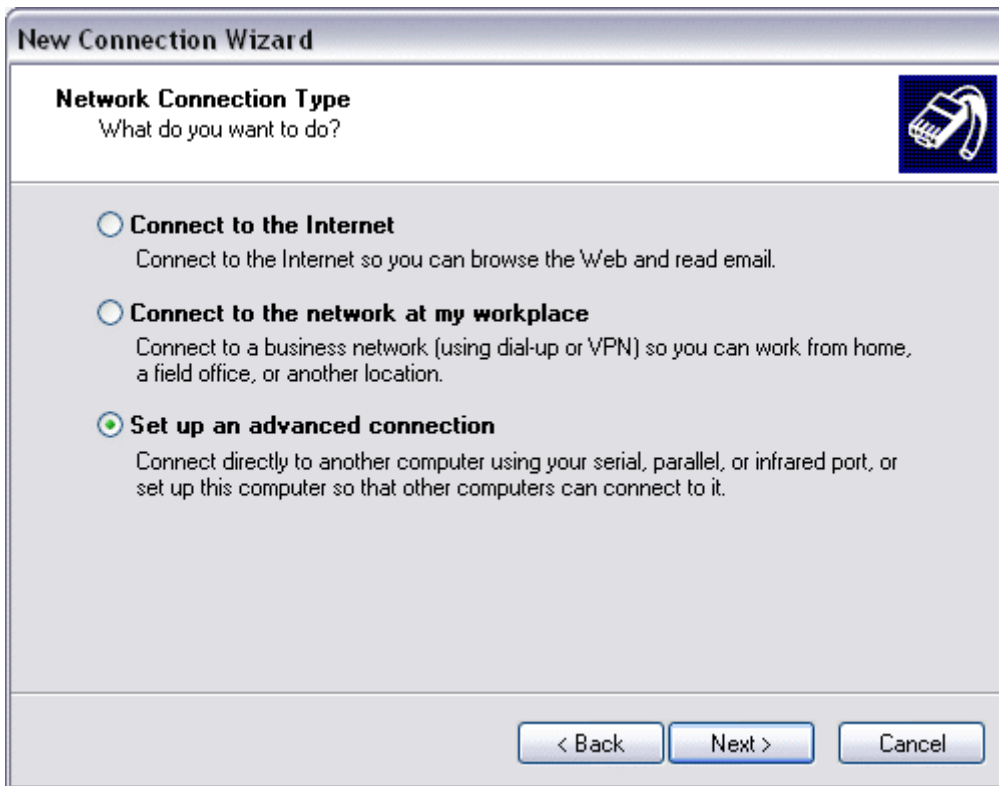 New Connection Wizard
Network Connection Type
What do you want to do?
Connect to the Internet
Connect to the Internet so you can browse the Web and read email.
Connect to the network at my workplace
Connect to a business network (using dial-up or VPN) so you can work from home,
a field office, or another location.
Set up an advanced connection
Connect directly to another computer using your serial, parallel, or infrared port, or
set up this computer so that other computers can connect to it.
< Back
Next >
Cancel